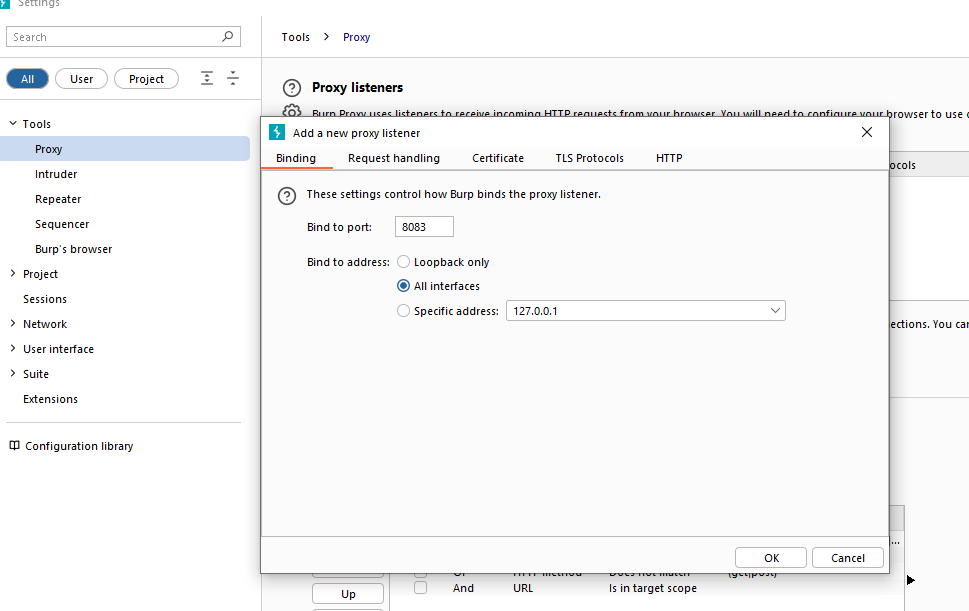 Settings
Search
Tools > Proxy
All User Project
Proxy listeners
Burp Proxy uses listeners to receive incoming HTTP requests from your browser. You will need to configure your browser to use
Tools
Proxy
Intruder
Repeater
Sequencer
Burp's browser
Project
Sessions
Network
User interface
Suite
Extensions
Configuration library
Add a new proxy listener
Binding Request handling Certificate TLS Protocols HTTP
These settings control how Burp binds the proxy listener.
Bind to port: 8083
Bind to address: Loopback only
All interfaces
Specific address: 127.0.0.1
OK Cancel
ocols
ections. You can
...
Or HTTP method Does not match (get|post)
Up And URL Is in target scope